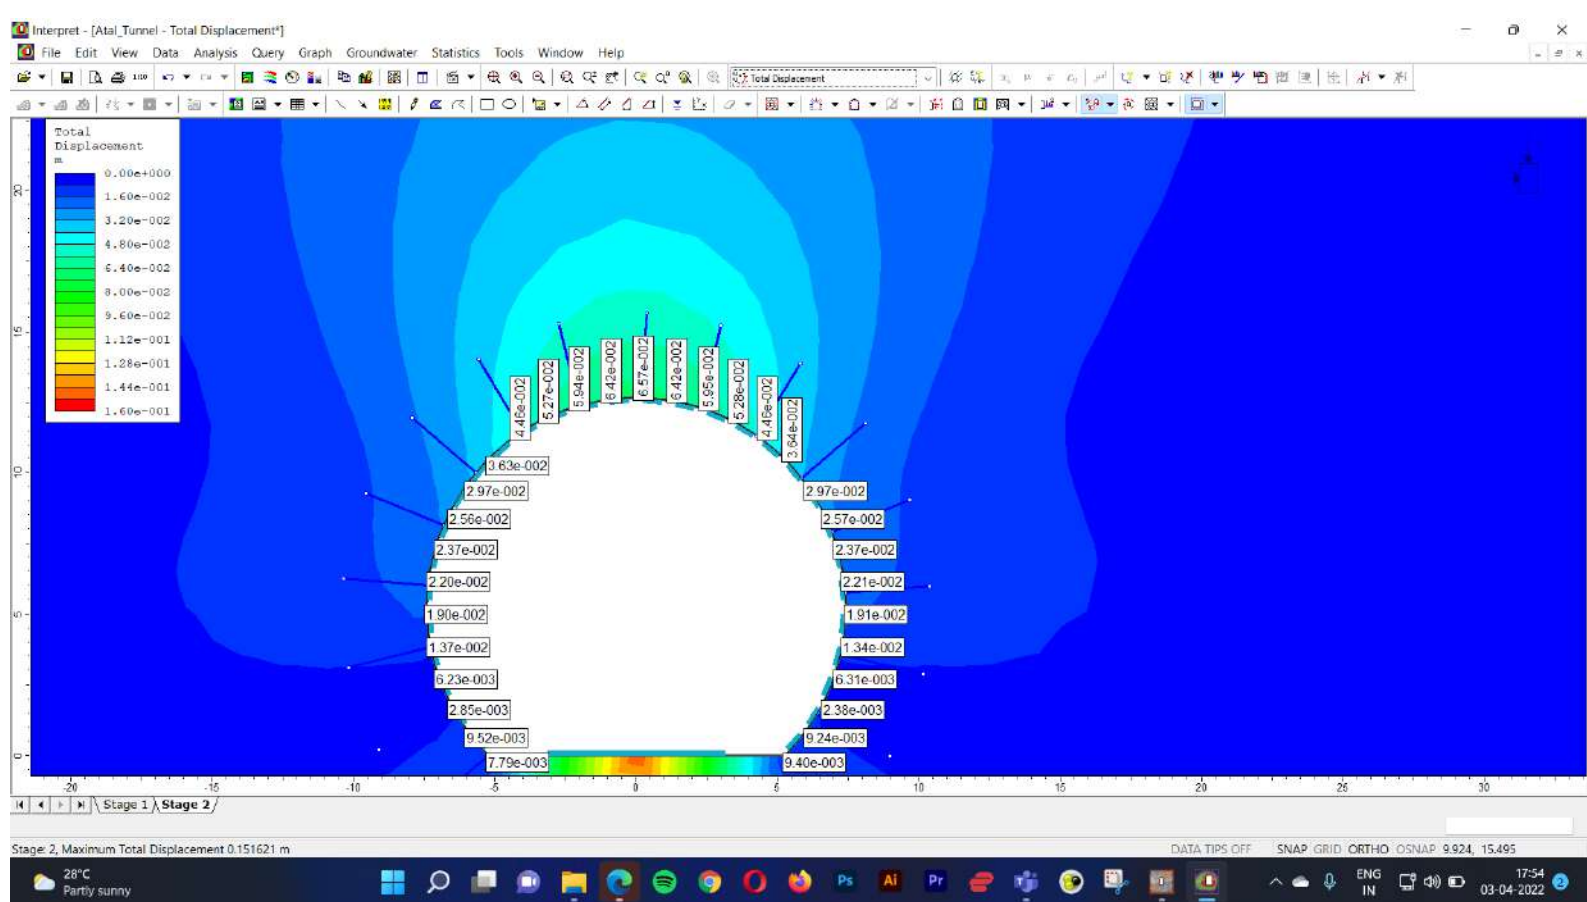 Interpret - [Atal_Tunnel - Total Displacement*]
File Edit View Data Analysis Query Graph Groundwater Statistics Tools Window Help
Total Displacement
Total
Displacement
m
0.00e+000
1.60e-002
3.20e-002
4.80e-002
6.40e-002
8.00e-002
9.60e-002
1.12e-001
1.28e-001
1.44e-001
1.60e-001
20
15
10
5
0
4.46e-002
5.27e-002
5.94e-002
6.42e-002
6.57e-002
6.42e-002
5.95e-002
5.28e-002
4.46e-002
3.64e-002
3.63e-002
2.97e-002 2.97e-002
2.56e-002 2.57e-002
2.37e-002 2.37e-002
2.20e-002 2.21e-002
1.90e-002 1.91e-002
1.37e-002 1.34e-002
6.23e-003 6.31e-003
2.85e-003 2.38e-003
9.52e-003 9.24e-003
7.79e-003 9.40e-003
-20 -15 -10 -5 0 5 10 15 20 25 30
Stage 1 Stage 2
Stage: 2, Maximum Total Displacement 0.151621 m DATA TIPS OFF SNAP GRID ORTHO OSNAP 9.924, 15.495
28°C
Partly sunny
Ps Ai Pr
ENG
IN
17:54
03-04-2022
2